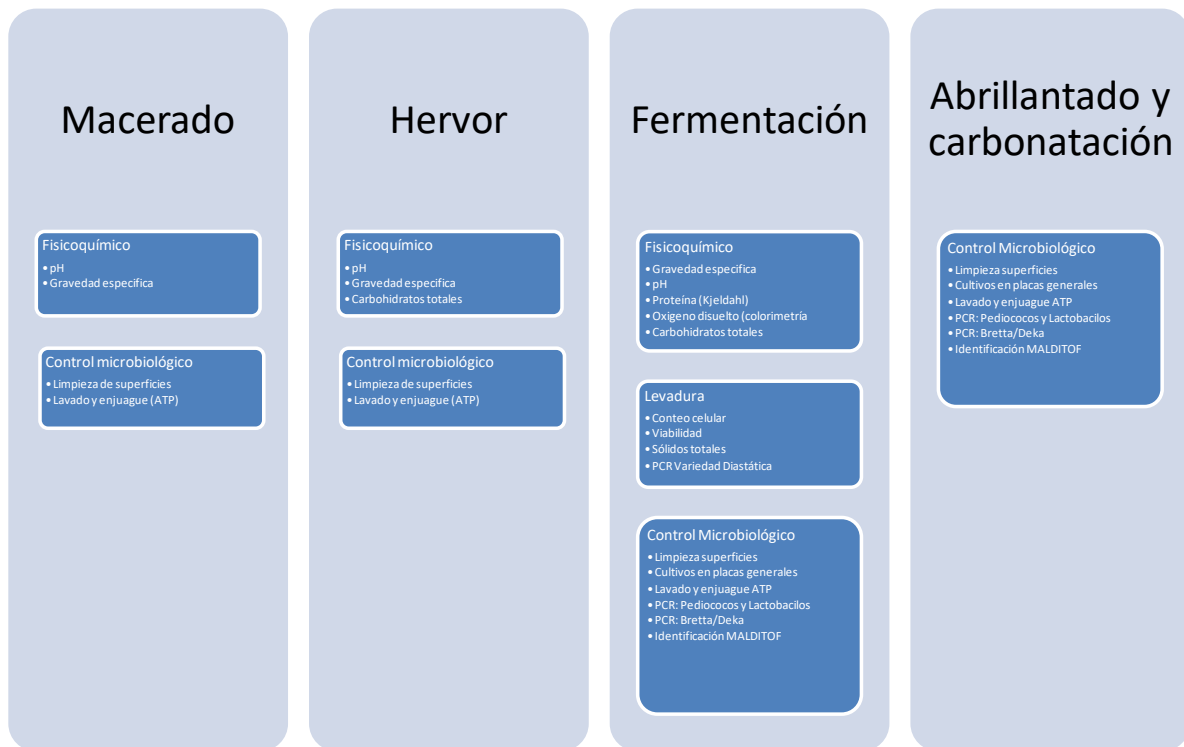 Macerado
Fisicoquímico
• pH
• Gravedad especifica
Control microbiológico
• Limpieza de superficies
• Lavado y enjuague (ATP)
Hervor
Fisicoquímico
• pH
• Gravedad especifica
• Carbohidratos totales
Control microbiológico
• Limpieza de superficies
• Lavado y enjuague (ATP)
Fermentación
Fisicoquímico
• Gravedad especifica
• pH
• Proteína (Kjeldahl)
• Oxigeno disuelto (colorimetría
• Carbohidratos totales
Levadura
• Conteo celular
• Viabilidad
• Sólidos totales
• PCR Variedad Diastática
Control Microbiológico
• Limpieza superficies
• Cultivos en placas generales
• Lavado y enjuague ATP
• PCR: Pediococos y Lactobacilos
• PCR: Bretta/Deka
• Identificación MALDITOF
Abrillantado y
carbonatación
Control Microbiológico
• Limpieza superficies
• Cultivos en placas generales
• Lavado y enjuague ATP
• PCR: Pediococos y Lactobacilos
• PCR: Bretta/Deka
• Identificación MALDITOF